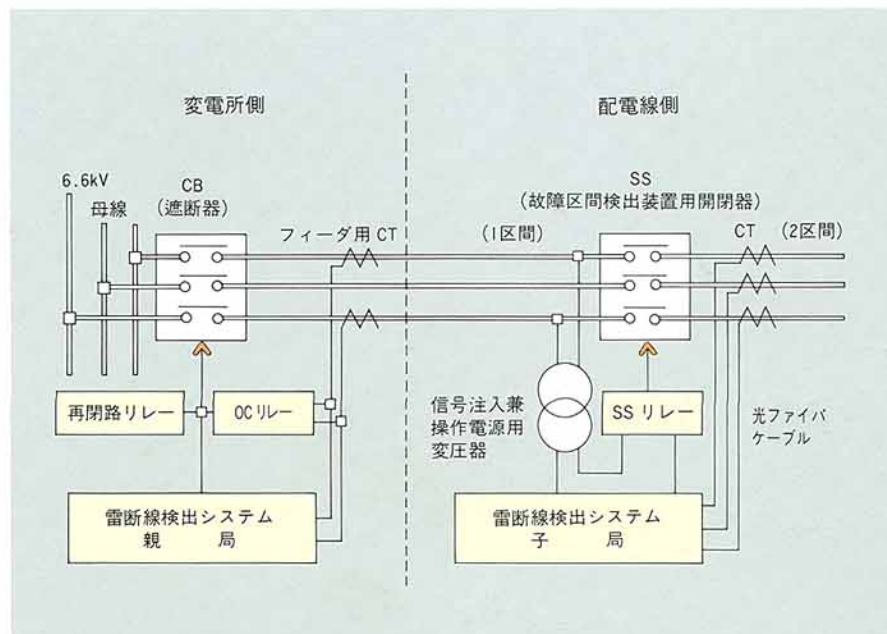 変電所側
配電線側
6.6kV
母線
CB
(遮断器)
フィーダ用 CT
(1区間)
SS
(故障区間検出装置用開閉器)
CT
(2区間)
再閉路リレー
OCリレー
信号注入兼
操作電源用
変圧器
SS リレー
光ファイバ
ケーブル
雷断線検出システム
親 局
雷断線検出システム
子 局